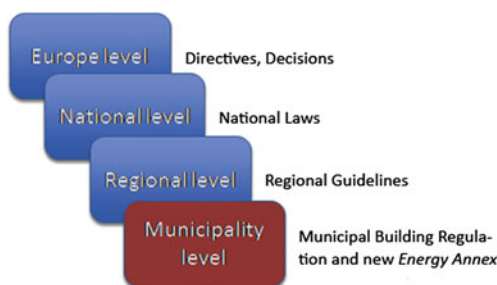 Europe level
Directives, Decisions
National level
National Laws
Regional level
Regional Guidelines
Municipality
level
Municipal Building Regula-
tion and new Energy Annex